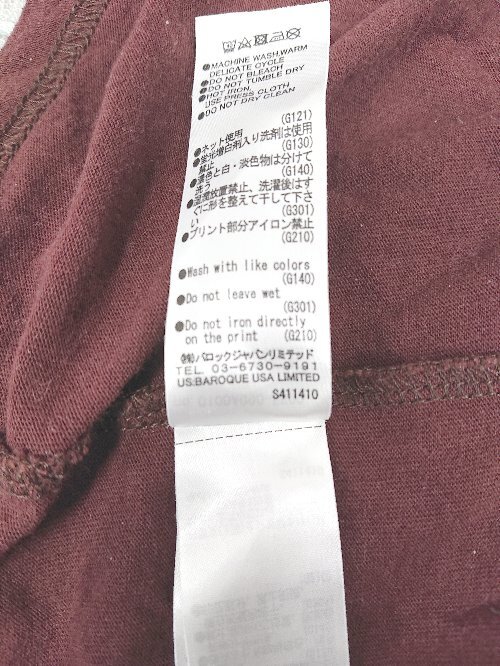 ●MACHINE WASH,WARM
DELICATE CYCLE
●DO NOT BLEACH
●DO NOT TUMBLE DRY
●HOT IRON,
USE PRESS CLOTH
●DO NOT DRY CLEAN
(G121)
●ネット使用
●蛍光増白剤入り洗剤は使用
禁止 (G130)
●濃色と白・淡色物は分けて
洗う (G140)
●湿潤放置禁止、洗濯後はす
ぐに形を整えて干して下さ
い (G301)
●プリント部分アイロン禁止
(G210)
●Wash with like colors
(G140)
●Do not leave wet
(G301)
●Do not iron directly
on the print (G210)
㈱バロックジャパンリミテッド
TEL. 03-6730-9191
US:BAROQUE USA LIMITED
S411410